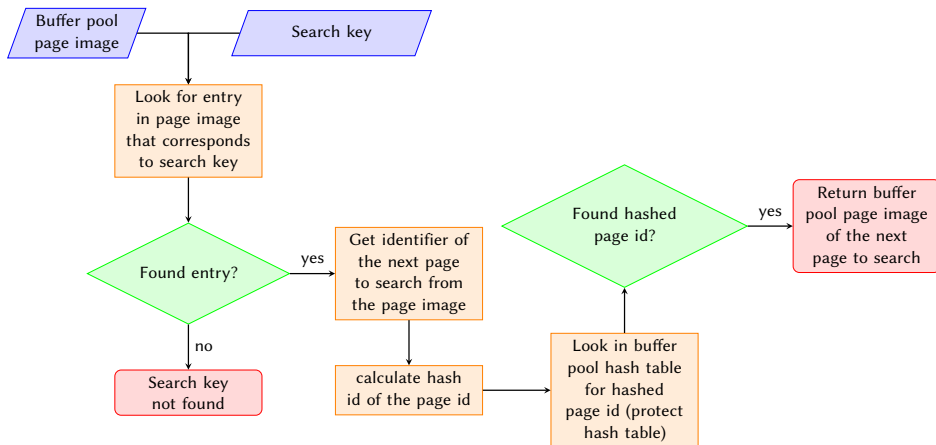 Buffer pool
page image
Search key
Look for entry
in page image
that corresponds
to search key
Found entry?
yes
no
Search key
not found
Get identifier of
the next page
to search from
the page image
calculate hash
id of the page id
Look in buffer
pool hash table
for hashed
page id (protect
hash table)
Found hashed
page id?
yes
Return buffer
pool page image
of the next
page to search